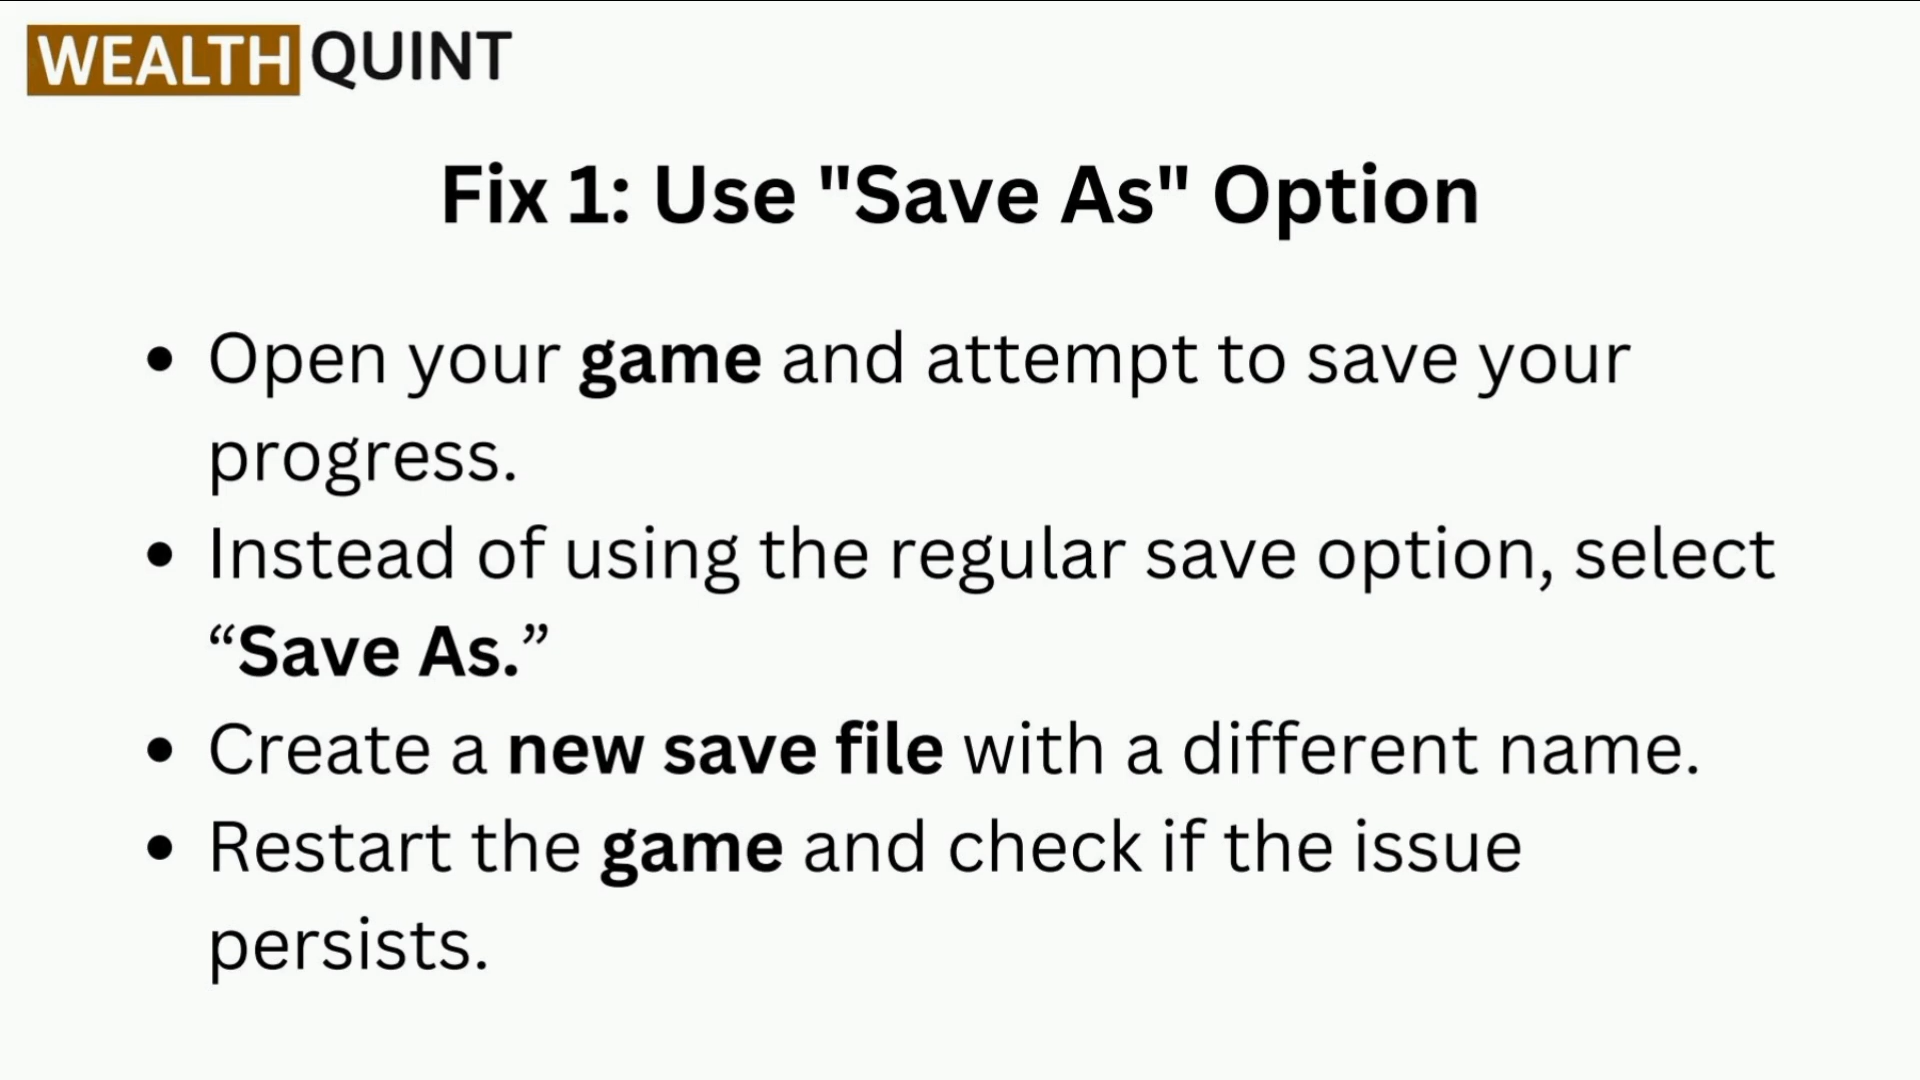 WEALTH QUINT
Fix 1: Use "Save As" Option
• Open your game and attempt to save your
progress.
• Instead of using the regular save option, select
“Save As.”
• Create a new save file with a different name.
• Restart the game and check if the issue
persists.